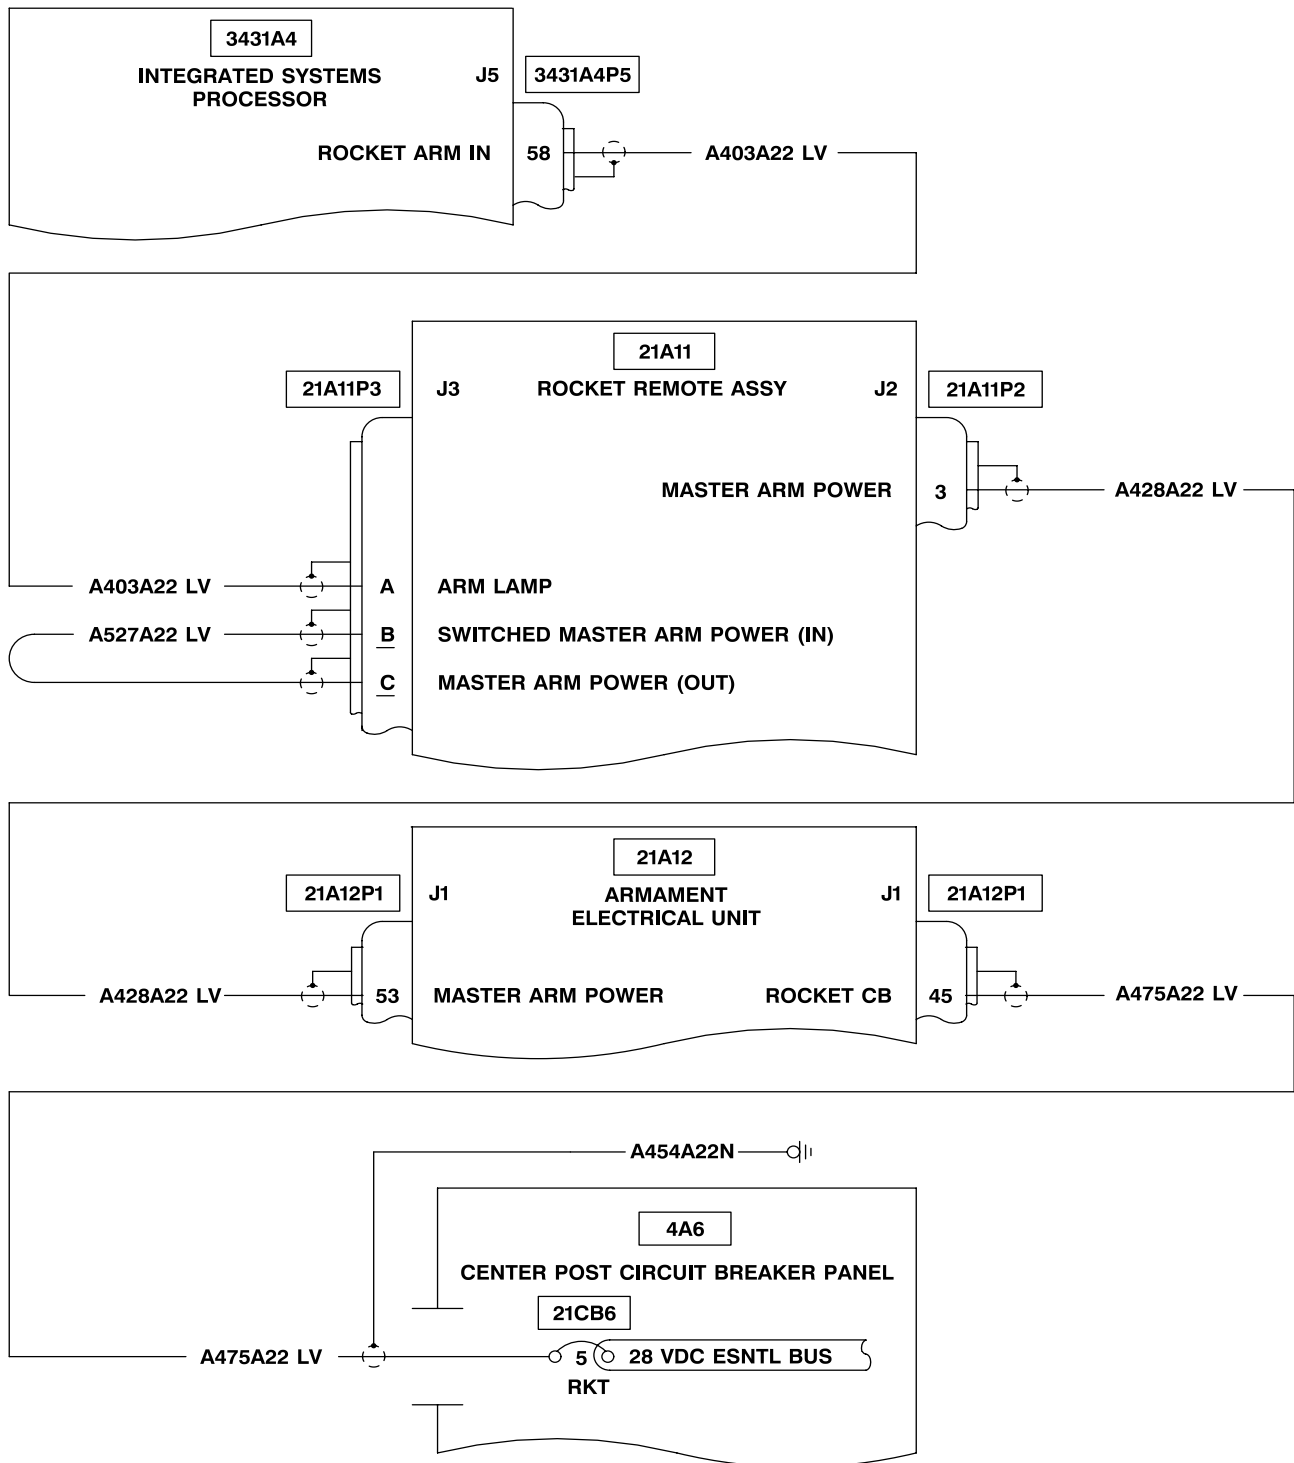 3431A4
INTEGRATED SYSTEMS
PROCESSOR
J5
3431A4P5
ROCKET ARM IN
58
A403A22 LV
21A11
21A11P3
J3
ROCKET REMOTE ASSY
J2
21A11P2
MASTER ARM POWER
3
A428A22 LV
A403A22 LV
A
ARM LAMP
A527A22 LV
B
SWITCHED MASTER ARM POWER (IN)
C
MASTER ARM POWER (OUT)
21A12
21A12P1
J1
ARMAMENT
ELECTRICAL UNIT
J1
21A12P1
A428A22 LV
53
MASTER ARM POWER
ROCKET CB
45
A475A22 LV
A454A22N
4A6
CENTER POST CIRCUIT BREAKER PANEL
21CB6
A475A22 LV
5
28 VDC ESNTL BUS
RKT